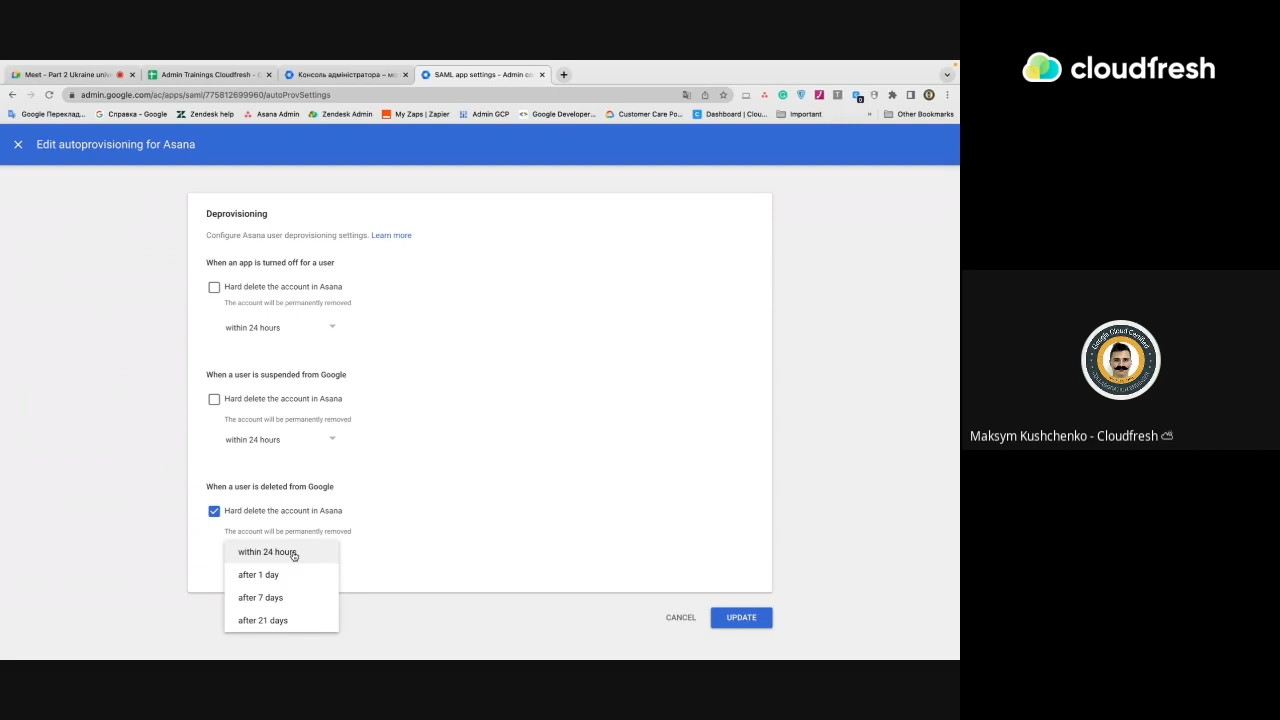 Meet - Part 2 Ukraine univ
Admin Trainings Cloudfresh - G
Консоль адміністратора – мо
SAML app settings - Admin co
admin.google.com/ac/apps/saml/775812699960/autoProvSettings
Google Переклад...
Справка - Google
Zendesk help
Asana Admin
Zendesk Admin
My Zaps | Zapier
Admin GCP
Google Developer...
Customer Care Po...
Dashboard | Clou...
Important
Other Bookmarks
Edit autoprovisioning for Asana
Deprovisioning
Configure Asana user deprovisioning settings. Learn more
When an app is turned off for a user
Hard delete the account in Asana
The account will be permanently removed
within 24 hours
When a user is suspended from Google
Hard delete the account in Asana
The account will be permanently removed
within 24 hours
When a user is deleted from Google
Hard delete the account in Asana
The account will be permanently removed
within 24 hours
after 1 day
after 7 days
after 21 days
CANCEL
UPDATE
cloudfresh
Google Cloud Certified
Maksym Kushchenko - Cloudfresh